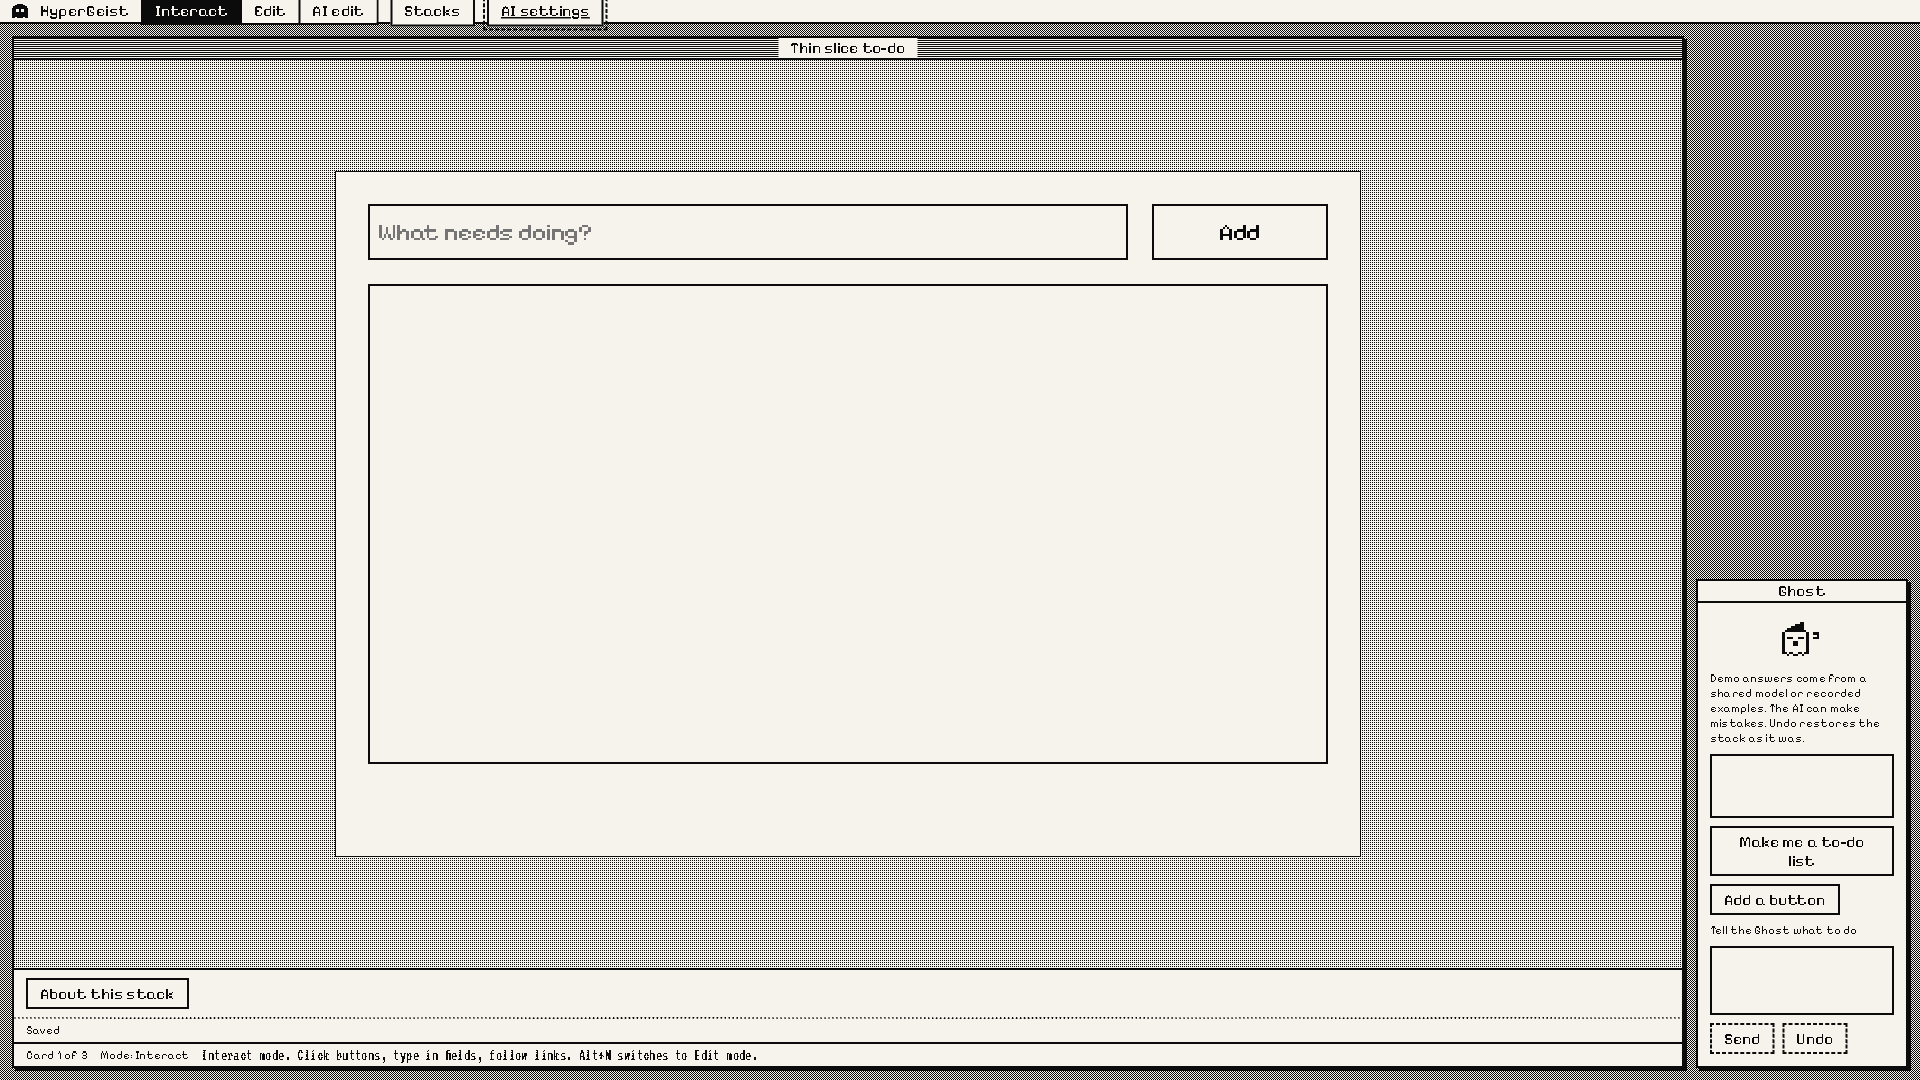 HyperGeist Interact Edit AI edit Stacks AI settings
Thin slice to-do
What needs doing? Add
Ghost
Demo answers come from a
shared model or recorded
examples. The AI can make
mistakes. Undo restores the
stack as it was.
Make me a to-do
list
Add a button
Tell the Ghost what to do
Send Undo
About this stack
Saved
Card 1 of 3 Mode: Interact Interact mode. Click buttons, type in fields, follow links. Alt+M switches to Edit mode.